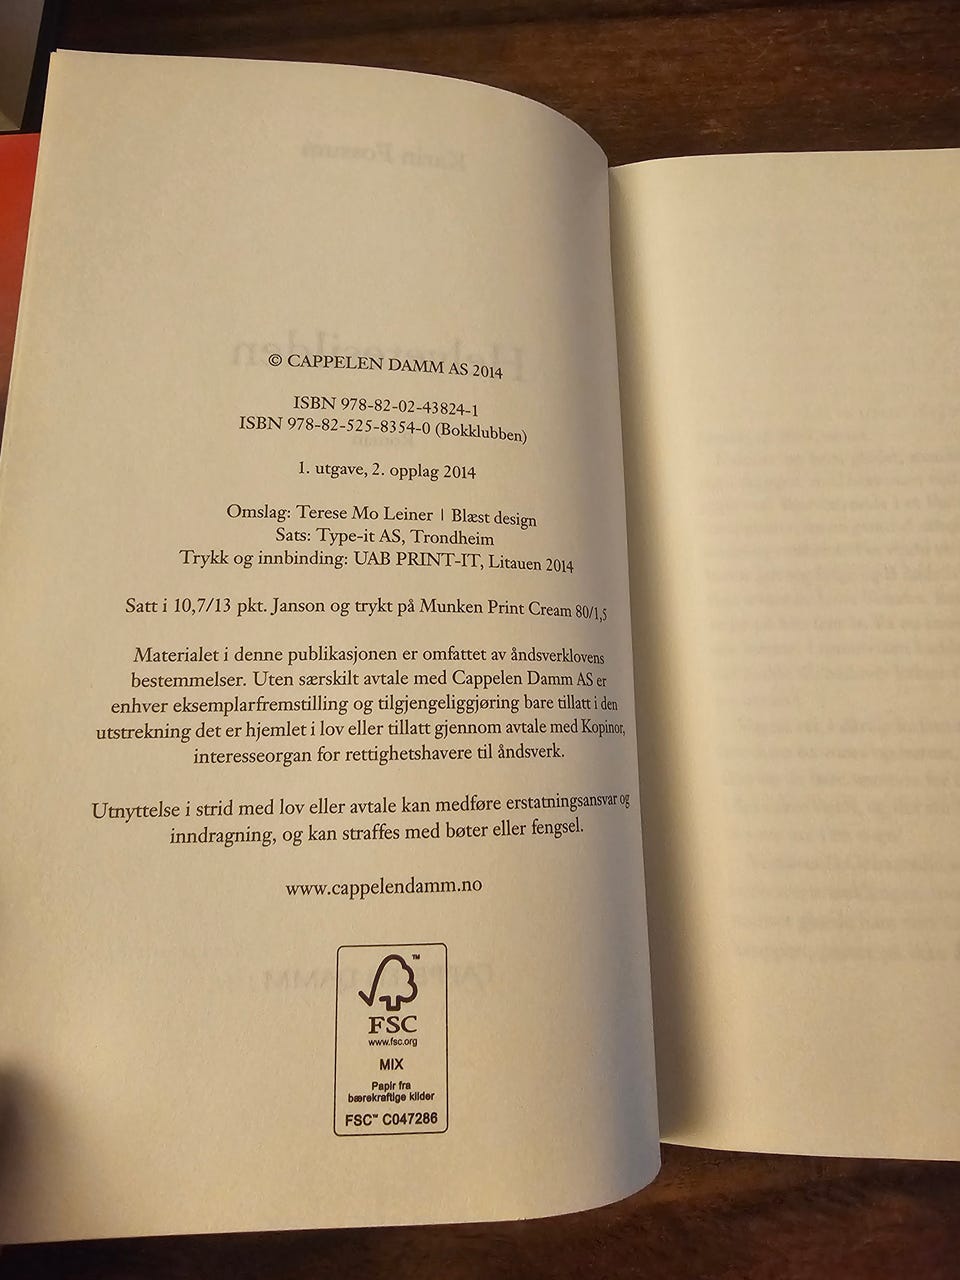 © CAPPELEN DAMM AS 2014
ISBN 978-82-02-43824-1
ISBN 978-82-525-8354-0 (Bokklubben)
1. utgave, 2. opplag 2014
Omslag: Terese Mo Leiner | Blæst design
Sats: Type-it AS, Trondheim
Trykk og innbinding: UAB PRINT-IT, Litauen 2014
Satt i 10,7/13 pkt. Janson og trykt på Munken Print Cream 80/1,5
Materialet i denne publikasjonen er omfattet av åndsverklovens
bestemmelser. Uten særskilt avtale med Cappelen Damm AS er
enhver eksemplarfremstilling og tilgjengeliggjøring bare tillatt i den
utstrekning det er hjemlet i lov eller tillatt gjennom avtale med Kopinor,
interesseorgan for rettighetshavere til åndsverk.
Utnyttelse i strid med lov eller avtale kan medføre erstatningsansvar og
inndragning, og kan straffes med bøter eller fengsel.
www.cappelendamm.no
™
FSC
www.fsc.org
MIX
Papir fra
bærekraftige kilder
FSC™ C047286